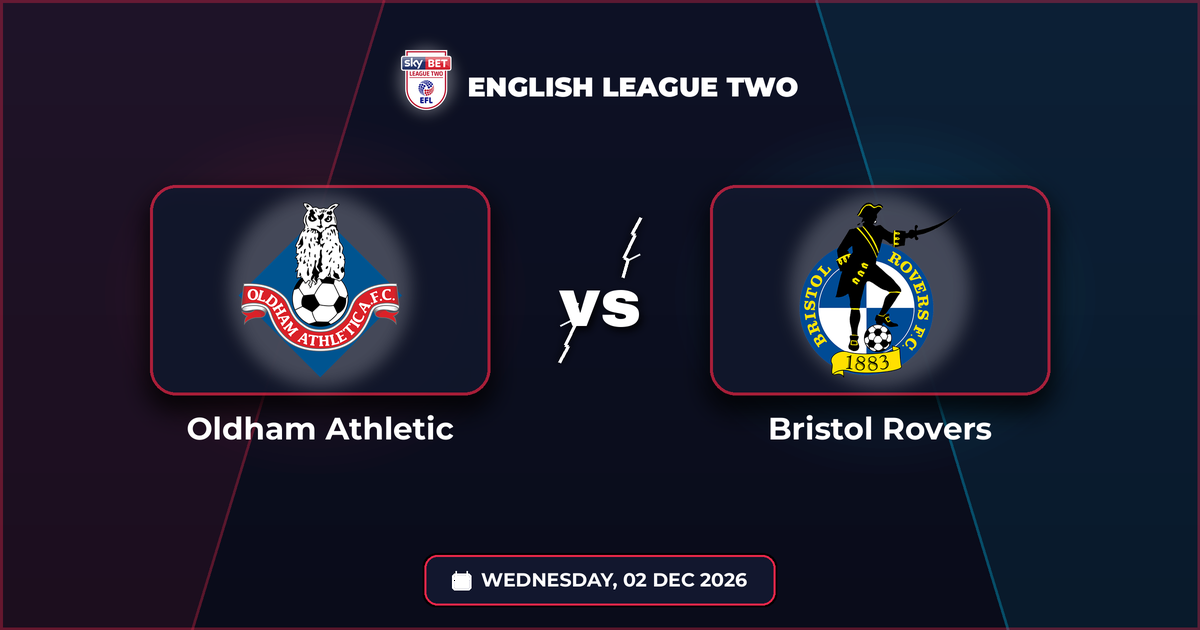 sky BET
LEAGUE TWO
EFL
ENGLISH LEAGUE TWO
OLDHAM ATHLETIC A.F.C.
vs
BRISTOL ROVERS F.C.
1883
Oldham Athletic
Bristol Rovers
WEDNESDAY, 02 DEC 2026